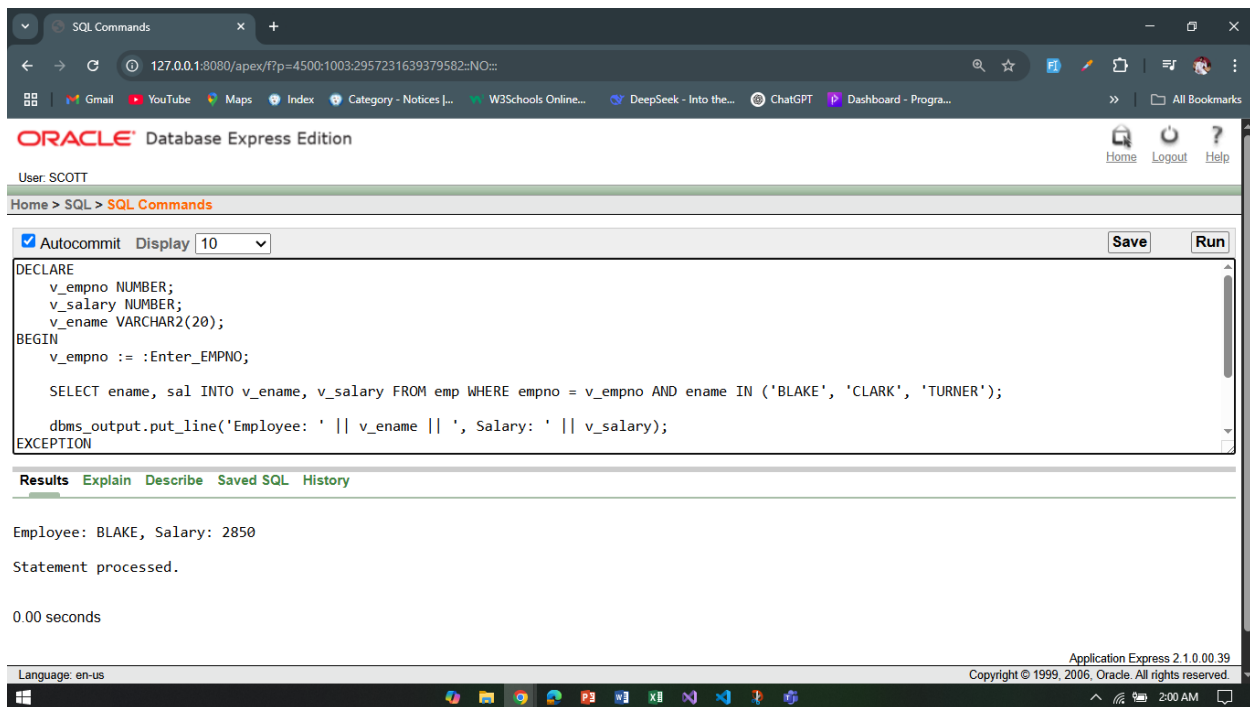 SQL Commands
127.0.0.1:8080/apex/f?p=4500:1003:2957231639379582::NO:::
Gmail YouTube Maps Index Category - Notices |... W3Schools Online... DeepSeek - Into the... ChatGPT Dashboard - Progra... » All Bookmarks
ORACLE® Database Express Edition
Home Logout Help
User: SCOTT
Home > SQL > SQL Commands
Autocommit Display 10 Save Run
DECLARE
    v_empno NUMBER;
    v_salary NUMBER;
    v_ename VARCHAR2(20);
BEGIN
    v_empno := :Enter_EMPNO;
    SELECT ename, sal INTO v_ename, v_salary FROM emp WHERE empno = v_empno AND ename IN ('BLAKE', 'CLARK', 'TURNER');
    dbms_output.put_line('Employee: ' || v_ename || ', Salary: ' || v_salary);
EXCEPTION
Results Explain Describe Saved SQL History
Employee: BLAKE, Salary: 2850
Statement processed.
0.00 seconds
Application Express 2.1.0.00.39
Language: en-us Copyright © 1999, 2006, Oracle. All rights reserved.
2:00 AM